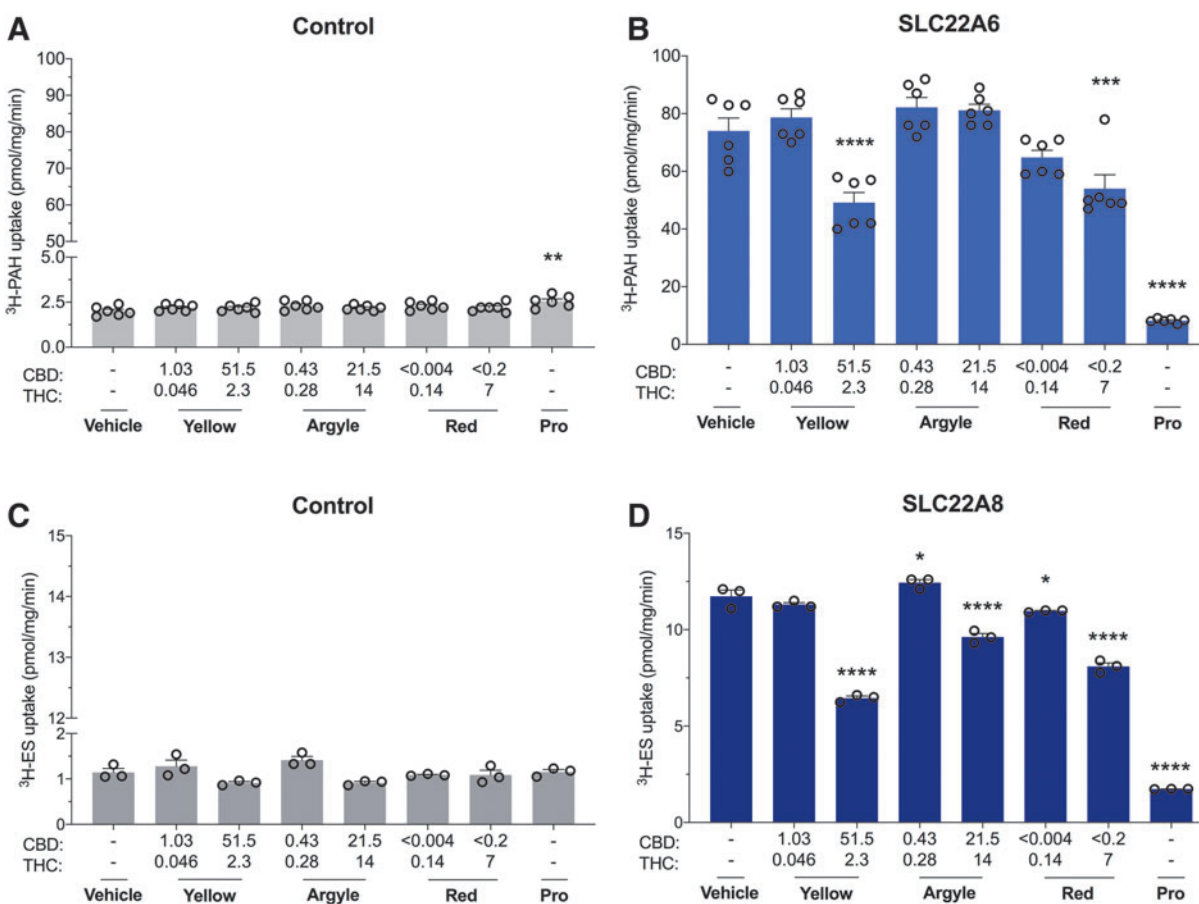 A
Control
³H-PAH uptake (pmol/mg/min)
100
90
80
70
60
50
5.0
2.5
0.0
**
CBD: - 1.03 51.5 0.43 21.5 <0.004 <0.2 -
THC: - 0.046 2.3 0.28 14 0.14 7 -
Vehicle Yellow Argyle Red Pro
B
SLC22A6
³H-PAH uptake (pmol/mg/min)
100
80
60
40
20
0
****
***
****
CBD: - 1.03 51.5 0.43 21.5 <0.004 <0.2 -
THC: - 0.046 2.3 0.28 14 0.14 7 -
Vehicle Yellow Argyle Red Pro
C
Control
³H-ES uptake (pmol/mg/min)
15
14
13
12
2
1
0
CBD: - 1.03 51.5 0.43 21.5 <0.004 <0.2 -
THC: - 0.046 2.3 0.28 14 0.14 7 -
Vehicle Yellow Argyle Red Pro
D
SLC22A8
³H-ES uptake (pmol/mg/min)
15
10
5
0
****
*
****
*
****
****
CBD: - 1.03 51.5 0.43 21.5 <0.004 <0.2 -
THC: - 0.046 2.3 0.28 14 0.14 7 -
Vehicle Yellow Argyle Red Pro